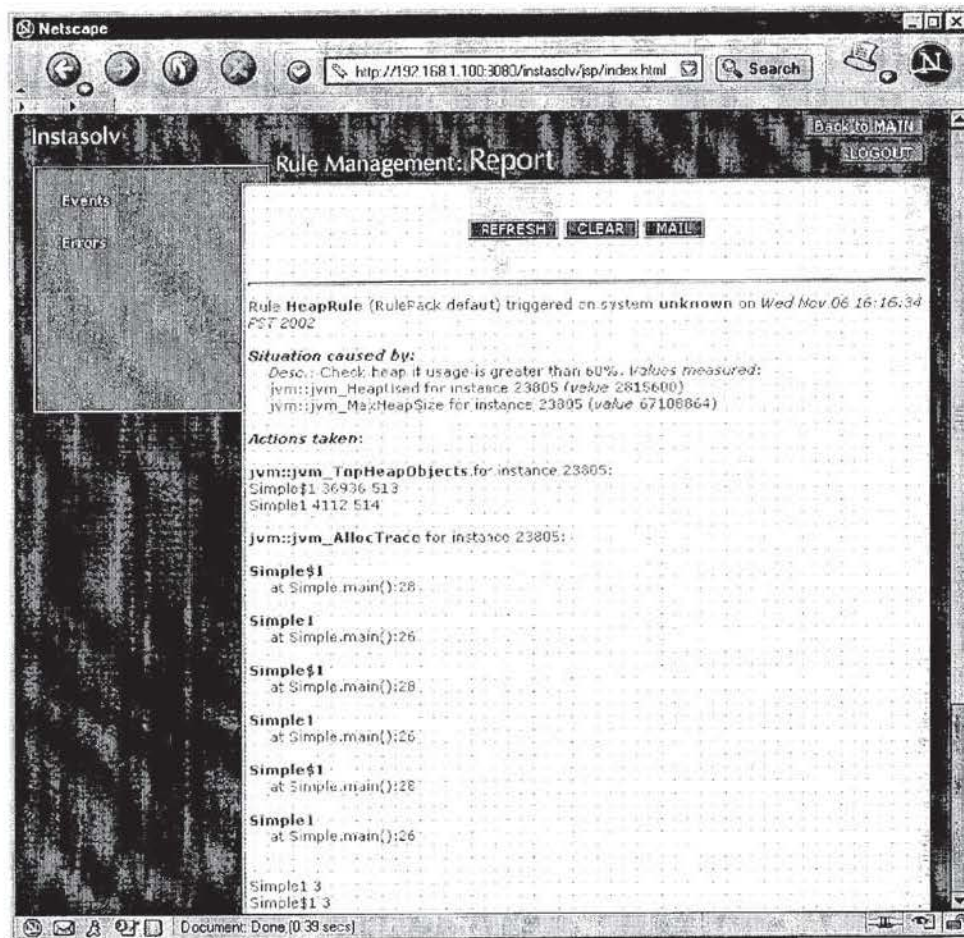 Netscape
http://192.168.1.100:8080/instasolv/jsp/index.html
Search
N
Instasolv
Back to MAIN
LOGOUT
Rule Management: Report
Events
Errors
REFRESH CLEAR MAIL
Rule HeapRule (RulePack defaut) triggered on system unknown on Wed Nov 06 16:16:34
PST 2002
Situation caused by:
Desc.: Check heap if usage is greater than 60%. Values measured:
jvm::jvm_HeapUsed for instance 23805 (value 2815600)
jvm::jvm_MaxHeapSize for instance 23805 (value 67108864)
Actions taken:
jvm::jvm_TopHeapObjects for instance 23805:
Simple$1 36936 513
Simple1 4112 514
jvm::jvm_AllocTrace for instance 23805:
Simple$1
at Simple.main():28
Simple1
at Simple.main():26
Simple$1
at Simple.main():28
Simple1
at Simple.main():26
Simple$1
at Simple.main():28
Simple1
at Simple.main():26
Simple1 3
Simple$1 3
Document: Done (0.39 secs)